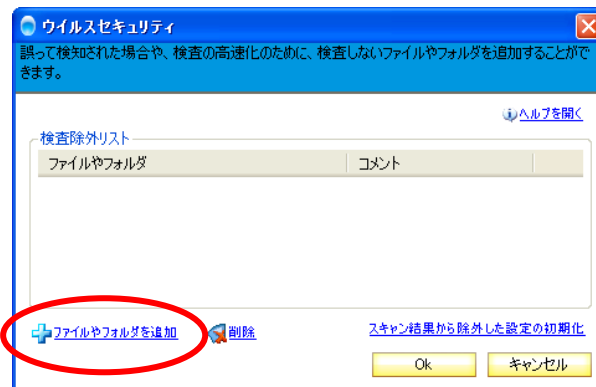 ウイルスセキュリティ
誤って検知された場合や、検査の高速化のために、検査しないファイルやフォルダを追加することがで
きます。
ヘルプを開く
検査除外リスト
ファイルやフォルダ コメント
ファイルやフォルダを追加 削除 スキャン結果から除外した設定の初期化
Ok キャンセル